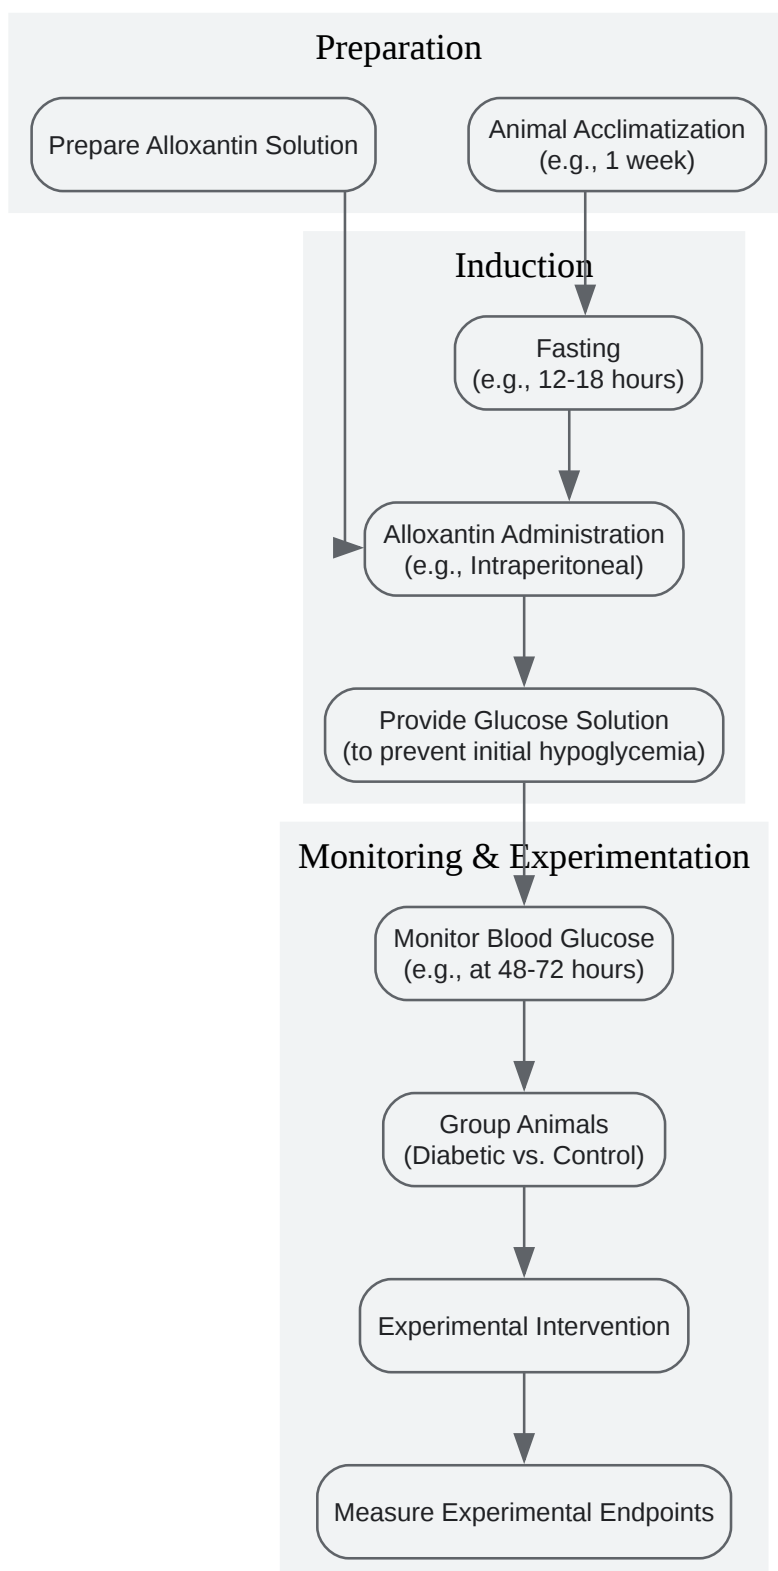 Preparation
Prepare Alloxantin Solution
Animal Acclimatization
(e.g., 1 week)
Induction
Fasting
(e.g., 12-18 hours)
Alloxantin Administration
(e.g., Intraperitoneal)
Provide Glucose Solution
(to prevent initial hypoglycemia)
Monitoring & Experimentation
Monitor Blood Glucose
(e.g., at 48-72 hours)
Group Animals
(Diabetic vs. Control)
Experimental Intervention
Measure Experimental Endpoints